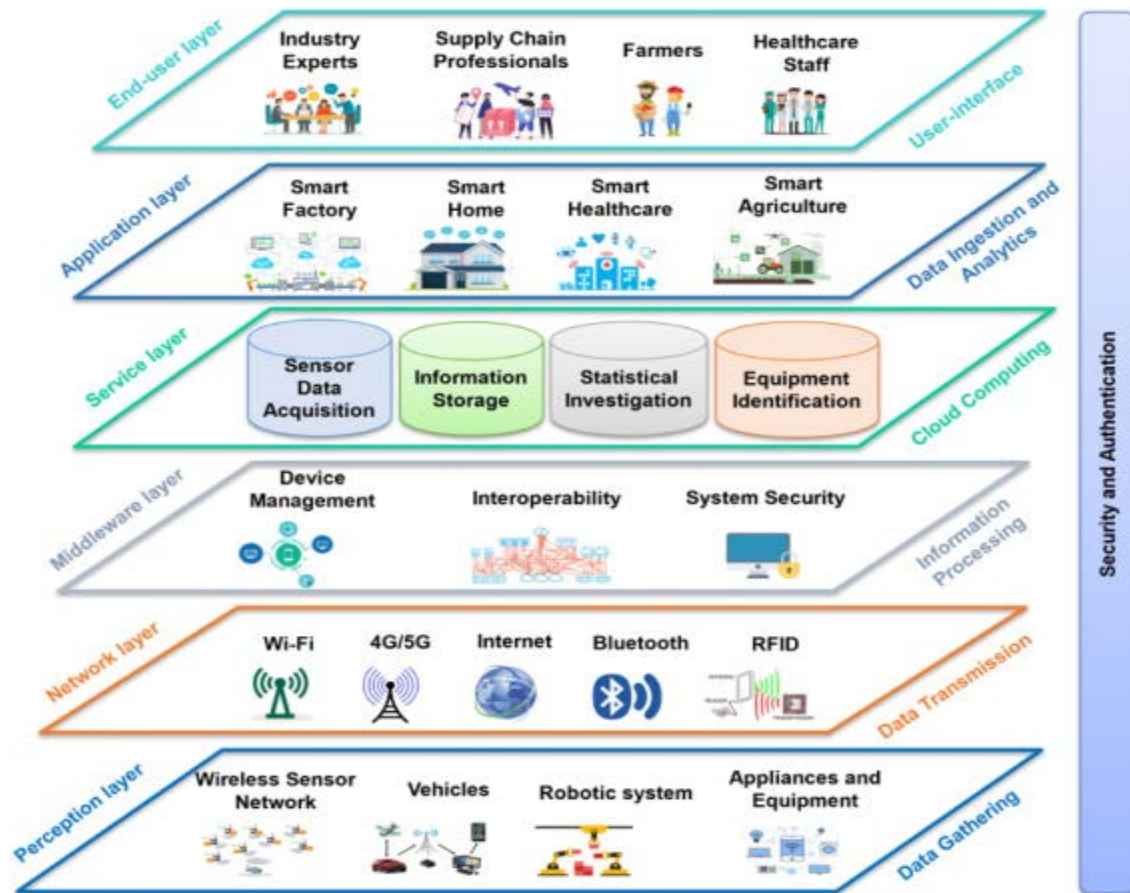 End-user layer
Industry
Experts
Supply Chain
Professionals
Farmers
Healthcare
Staff
User-interface
Application layer
Smart
Factory
Smart
Home
Smart
Healthcare
Smart
Agriculture
Data Ingestion and
Analytics
Service layer
Sensor
Data
Acquisition
Information
Storage
Statistical
Investigation
Equipment
Identification
Cloud Computing
Middleware layer
Device
Management
Interoperability
System Security
Information
Processing
Network layer
Wi-Fi
4G/5G
Internet
Bluetooth
RFID
Data Transmission
Perception layer
Wireless Sensor
Network
Vehicles
Robotic system
Appliances and
Equipment
Data Gathering
Security and Authentication